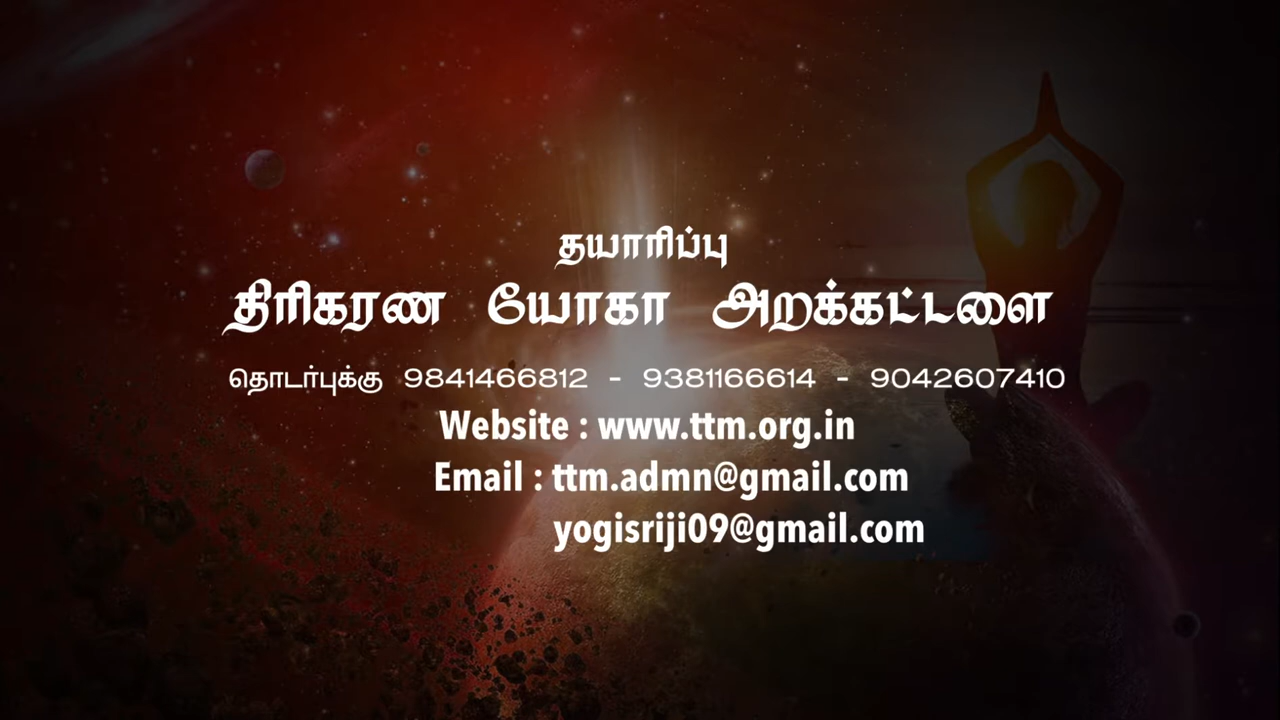 தயாரிப்பு
திரிகரண யோகா அறக்கட்டளை
தொடர்புக்கு 9841466812 - 9381166614 - 9042607410
Website : www.ttm.org.in
Email : ttm.admn@gmail.com
yogisriji09@gmail.com